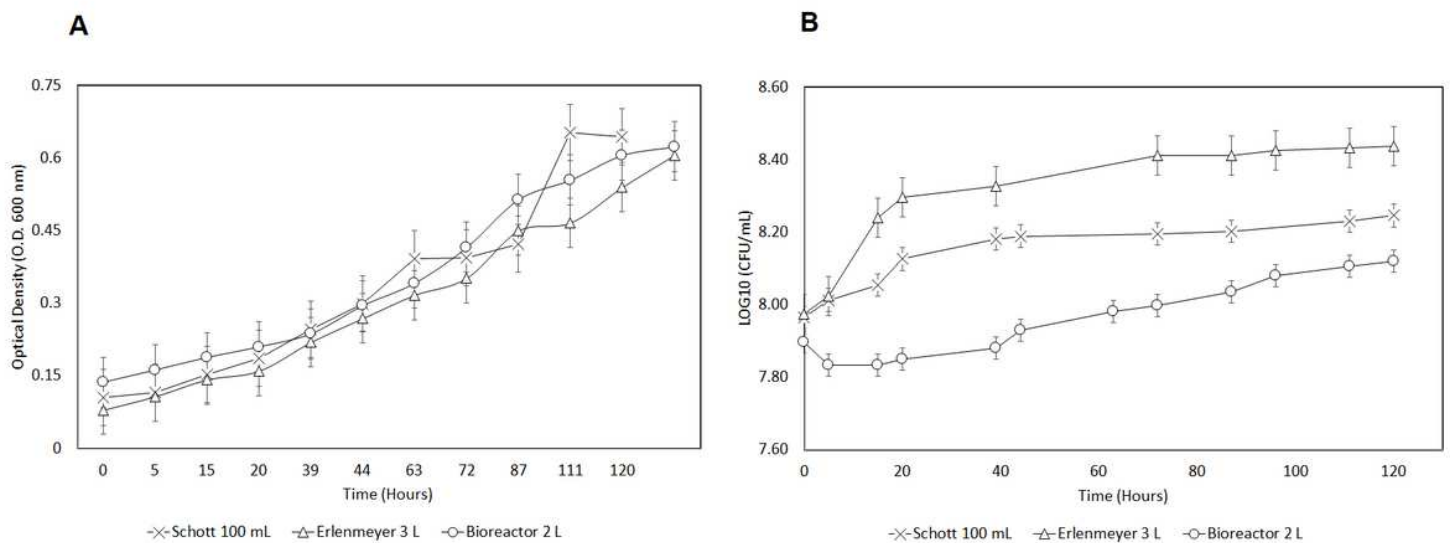 A
B
0.75
0.6
0.45
0.3
0.15
0
Optical Density (O.D. 600 nm)
0 5 15 20 39 44 63 72 87 111 120
Time (Hours)
Schott 100 mL Erlenmeyer 3 L Bioreactor 2 L
8.60
8.40
8.20
8.00
7.80
7.60
LOG10 (CFU/mL)
0 20 40 60 80 100 120
Time (Hours)
Schott 100 mL Erlenmeyer 3 L Bioreactor 2 L